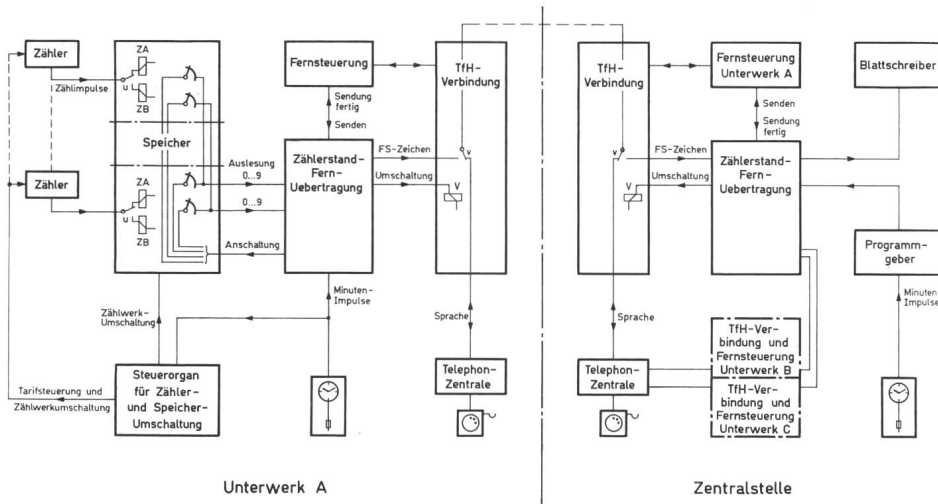 Zähler
Zählimpulse
ZA
u
ZB
Speicher
Zähler
ZA
u
ZB
Auslesung
0...9
0...9
Anschaltung
Fernsteuerung
Sendung
fertig
Senden
Zählerstand-
Fern-
Uebertragung
FS-Zeichen
Umschaltung
TfH-
Verbindung
v
V
Zählwerk-
Umschaltung
Minuten-
Impulse
Sprache
Tarifsteuerung und
Zählwerkumschaltung
Steuerorgan
für Zähler-
und Speicher-
Umschaltung
Telephon-
Zentrale
Unterwerk A
TfH-
Verbindung
v
V
FS-Zeichen
Umschaltung
Fernsteuerung
Unterwerk A
Senden
Sendung
fertig
Zählerstand-
Fern-
Uebertragung
Blattschreiber
Programm-
geber
Minuten-
Impulse
Sprache
Telephon-
Zentrale
TfH-Ver-
bindung und
Fernsteuerung
Unterwerk B
TfH-Ver-
bindung und
Fernsteuerung
Unterwerk C
Zentralstelle